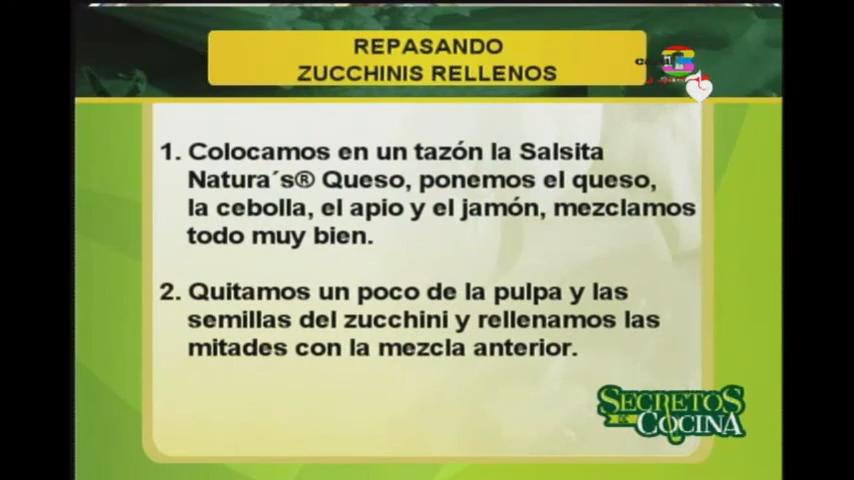 REPASANDO
ZUCCHINIS RELLENOS
1. Colocamos en un tazón la Salsita
Natura´s® Queso, ponemos el queso,
la cebolla, el apio y el jamón, mezclamos
todo muy bien.
2. Quitamos un poco de la pulpa y las
semillas del zucchini y rellenamos las
mitades con la mezcla anterior.
SECRETOS
DE COCINA